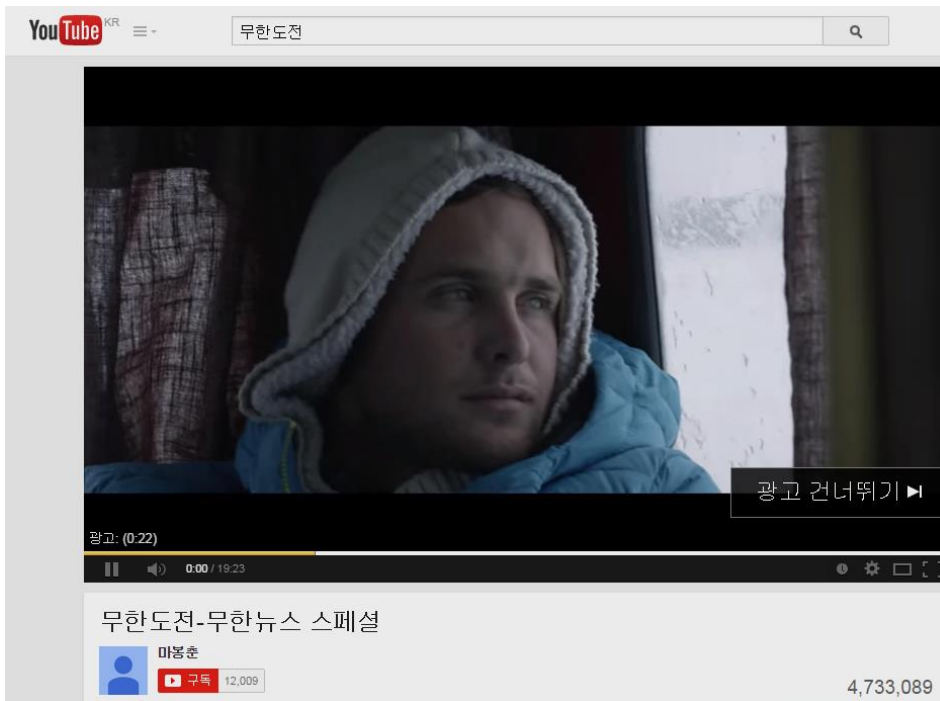 YouTube KR
무한도전
광고 건너뛰기
광고: (0:22)
0:00 / 19:23
무한도전-무한뉴스 스페셜
마봉춘
구독 12,009
4,733,089